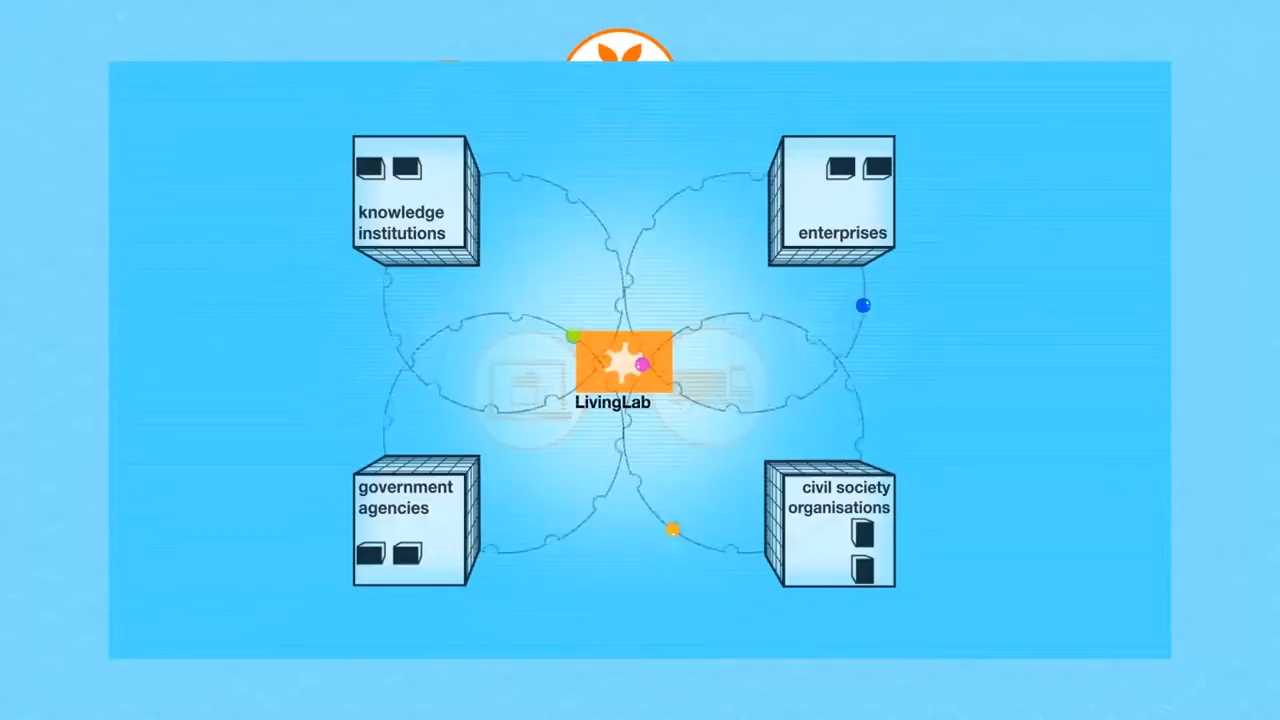 knowledge
institutions
enterprises
LivingLab
government
agencies
civil society
organisations